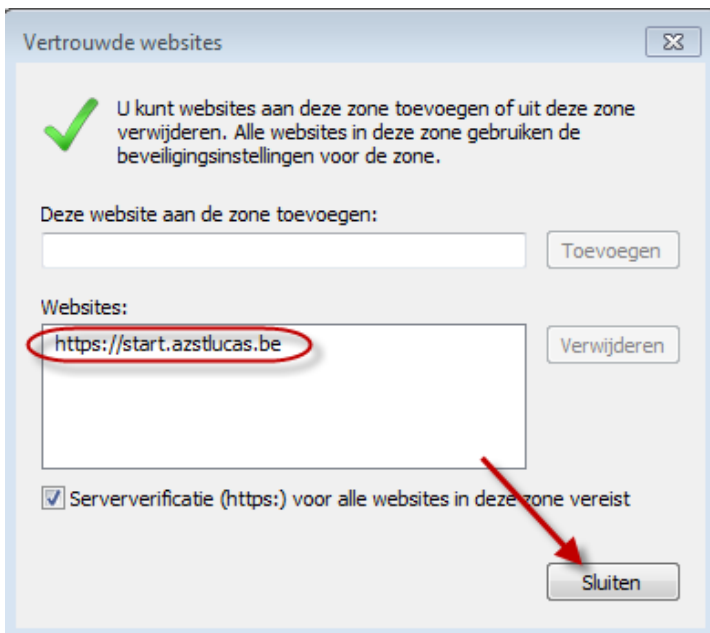 Vertrouwde websites
U kunt websites aan deze zone toevoegen of uit deze zone
verwijderen. Alle websites in deze zone gebruiken de
beveiligingsinstellingen voor de zone.
Deze website aan de zone toevoegen:
Toevoegen
Websites:
https://start.azstlucas.be
Verwijderen
Serververificatie (https:) voor alle websites in deze zone vereist
Sluiten